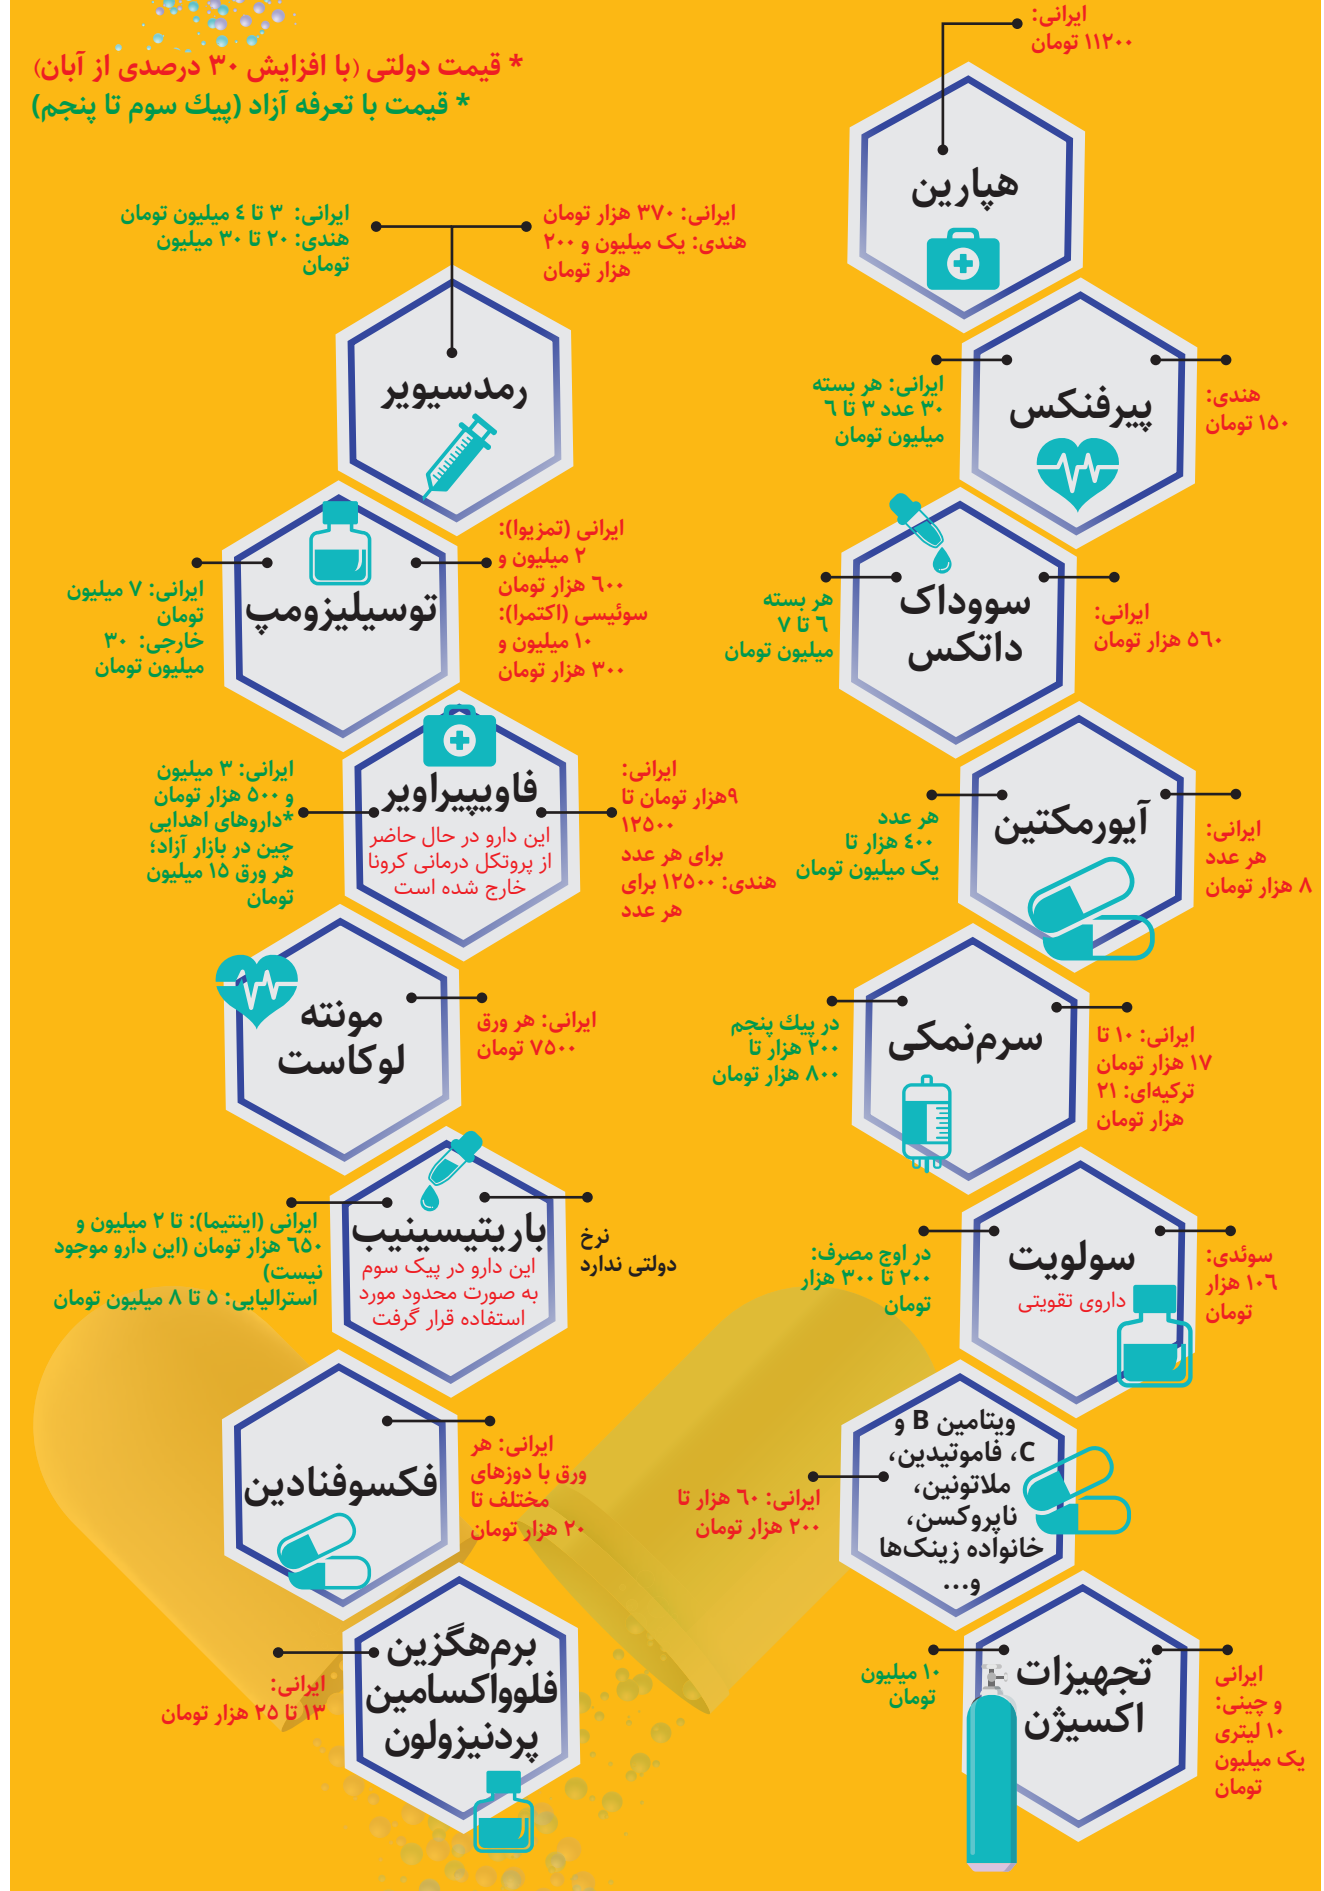 * قیمت دولتی (با افزایش ۳۰ درصدی از آبان)
* قیمت با تعرفه آزاد (پیك سوم تا پنجم)
ایرانی:
۱۱۲۰۰ تومان
هپارین
هندی:
۱۵۰ تومان
پیرفنکس
ایرانی: هر بسته
۳۰ عدد ۳ تا ٦
میلیون تومان
ایرانی:
۵٦۰ هزار تومان
سووداک
داتکس
هر بسته
٦ تا ۷
میلیون تومان
ایرانی:
هر عدد
۸ هزار تومان
آیورمکتین
هر عدد
٤۰۰ هزار تا
یک میلیون تومان
ایرانی: ۱۰ تا
۱۷ هزار تومان
ترکیه‌ای: ۲۱
هزار تومان
سرم‌نمکی
در پیك پنجم
۲۰۰ هزار تا
۸۰۰ هزار تومان
سوئدی:
۱۰٦ هزار
تومان
سولویت
داروی تقویتی
در اوج مصرف:
۲۰۰ تا ۳۰۰ هزار
تومان
ویتامین B و
C، فاموتیدین،
ملاتونین،
ناپروکسن،
خانواده زینک‌ها
و...
ایرانی: ٦۰ هزار تا
۲۰۰ هزار تومان
ایرانی
و چینی:
۱۰ لیتری
یک میلیون
تومان
تجهیزات
اکسیژن
۱۰ میلیون
تومان
ایرانی: ۳۷۰ هزار تومان
هندی: یک میلیون و ۲۰۰
هزار تومان
ایرانی: ۳ تا ٤ میلیون تومان
هندی: ۲۰ تا ۳۰ میلیون
تومان
رمدسیویر
ایرانی (تمزیوا):
۲ میلیون و
٦۰۰ هزار تومان
سوئیسی (اکتمرا):
۱۰ میلیون و
۳۰۰ هزار تومان
توسیلیزومپ
ایرانی: ۷ میلیون
تومان
خارجی: ۳۰
میلیون تومان
ایرانی:
۹هزار تومان تا
۱۲۵۰۰
برای هر عدد
هندی: ۱۲۵۰۰ برای
هر عدد
فاویپیراویر
این دارو در حال حاضر
از پروتکل درمانی کرونا
خارج شده است
ایرانی: ۳ میلیون
و ۵۰۰ هزار تومان
*داروهای اهدایی
چین در بازار آزاد؛
هر ورق ۱۵ میلیون
تومان
ایرانی: هر ورق
۷۵۰۰ تومان
مونته
لوکاست
نرخ
دولتی ندارد
باریتیسینیب
این دارو در پیک سوم
به صورت محدود مورد
استفاده قرار گرفت
ایرانی (اینتیما): تا ۲ میلیون و
٦۵۰ هزار تومان (این دارو موجود
نیست)
استرالیایی: ۵ تا ۸ میلیون تومان
ایرانی: هر
ورق با دوزهای
مختلف تا
۲۰ هزار تومان
فکسوفنادین
برم‌هگزین
فلوواکسامین
پردنیزولون
ایرانی:
۱۳ تا ۲۵ هزار تومان